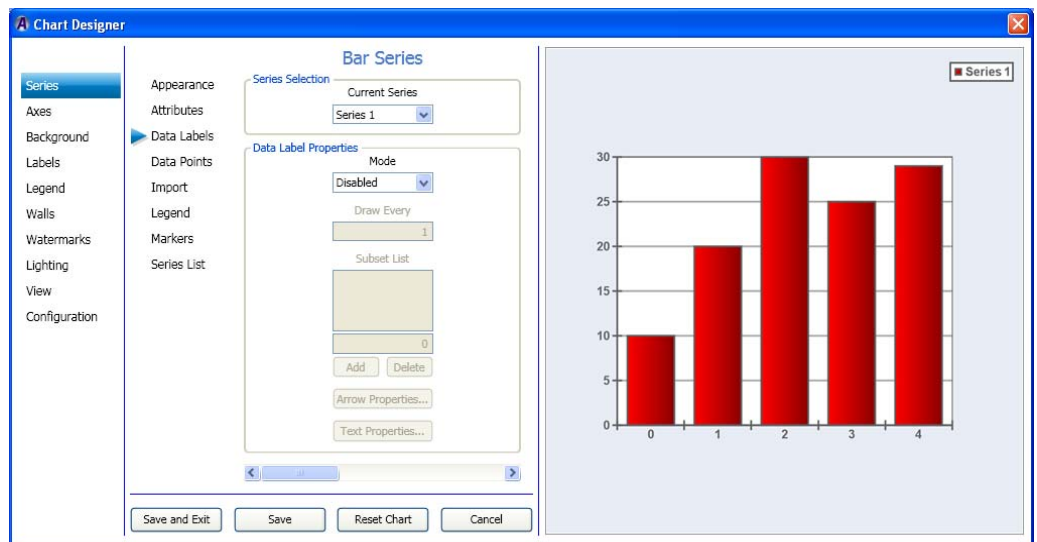 Chart Designer
Series
Axes
Background
Labels
Legend
Walls
Watermarks
Lighting
View
Configuration
Appearance
Attributes
Data Labels
Data Points
Import
Legend
Markers
Series List
Bar Series
Series Selection
Current Series
Series 1
Data Label Properties
Mode
Disabled
Draw Every
1
Subset List
0
Add Delete
Arrow Properties...
Text Properties...
Save and Exit Save Reset Chart Cancel
Series 1
30
25
20
15
10
5
0
0 1 2 3 4